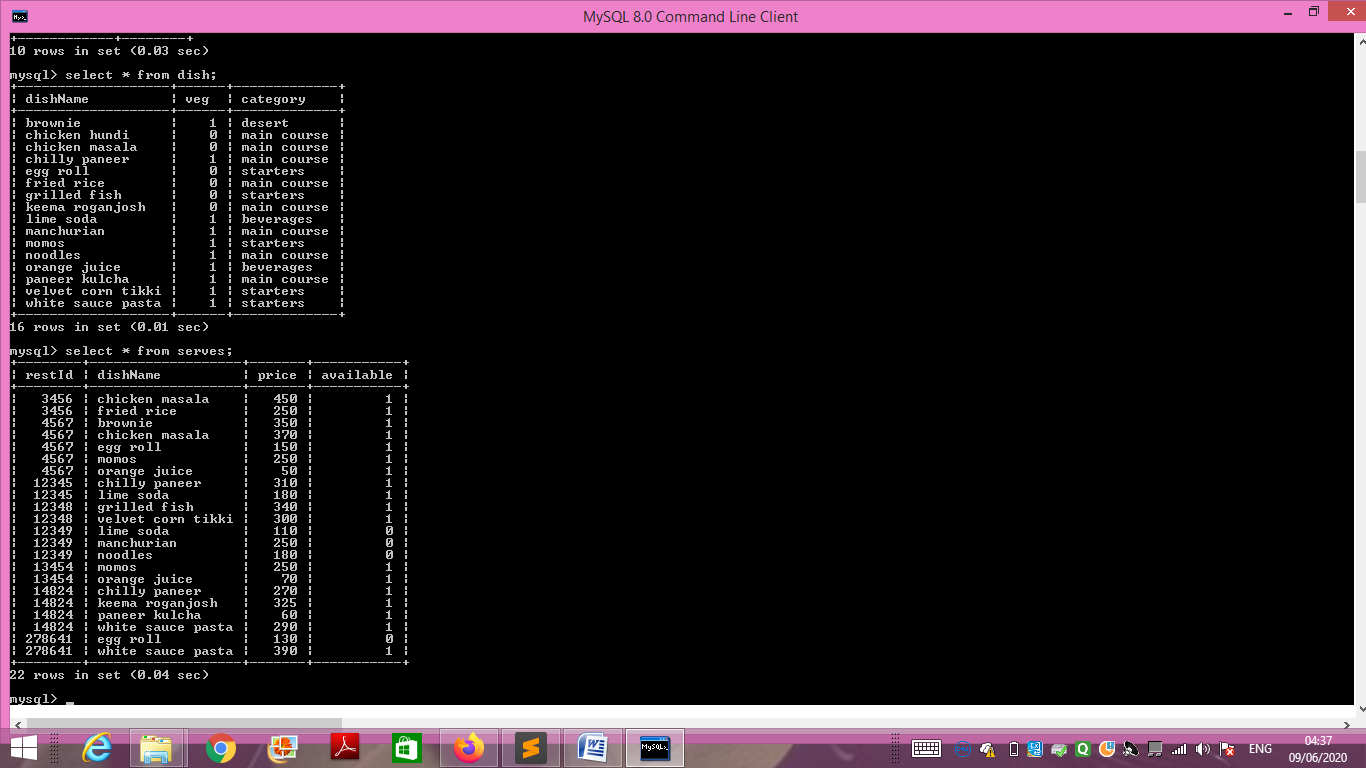 MySQL 8.0 Command Line Client
+------------+--------+
10 rows in set (0.03 sec)
mysql> select * from dish;
+-------------------+------+-------------+
| dishName          | veg  | category    |
+-------------------+------+-------------+
| brownie           |    1 | desert      |
| chicken hundi     |    0 | main course |
| chicken masala    |    0 | main course |
| chilly paneer     |    1 | main course |
| egg roll          |    0 | starters    |
| fried rice        |    0 | main course |
| grilled fish      |    0 | starters    |
| keema roganjosh   |    0 | main course |
| lime soda         |    1 | beverages   |
| manchurian        |    1 | main course |
| momos             |    1 | starters    |
| noodles           |    1 | main course |
| orange juice      |    1 | beverages   |
| paneer kulcha     |    1 | main course |
| velvet corn tikki |    1 | starters    |
| white sauce pasta |    1 | starters    |
+-------------------+------+-------------+
16 rows in set (0.01 sec)
mysql> select * from serves;
+--------+-------------------+-------+-----------+
| restId | dishName          | price | available |
+--------+-------------------+-------+-----------+
|   3456 | chicken masala    |   450 |         1 |
|   3456 | fried rice        |   250 |         1 |
|   4567 | brownie           |   350 |         1 |
|   4567 | chicken masala    |   370 |         1 |
|   4567 | egg roll          |   150 |         1 |
|   4567 | momos             |   250 |         1 |
|   4567 | orange juice      |    50 |         1 |
|  12345 | chilly paneer     |   310 |         1 |
|  12345 | lime soda         |   180 |         1 |
|  12348 | grilled fish      |   340 |         1 |
|  12348 | velvet corn tikki |   300 |         1 |
|  12349 | lime soda         |   110 |         0 |
|  12349 | manchurian        |   250 |         0 |
|  12349 | noodles           |   180 |         0 |
|  13454 | momos             |   250 |         1 |
|  13454 | orange juice      |    70 |         1 |
|  14824 | chilly paneer     |   270 |         1 |
|  14824 | keema roganjosh   |   325 |         1 |
|  14824 | paneer kulcha     |    60 |         1 |
|  14824 | white sauce pasta |   290 |         1 |
| 278641 | egg roll          |   130 |         0 |
| 278641 | white sauce pasta |   390 |         1 |
+--------+-------------------+-------+-----------+
22 rows in set (0.04 sec)
mysql> _
ENG
04:37
09/06/2020